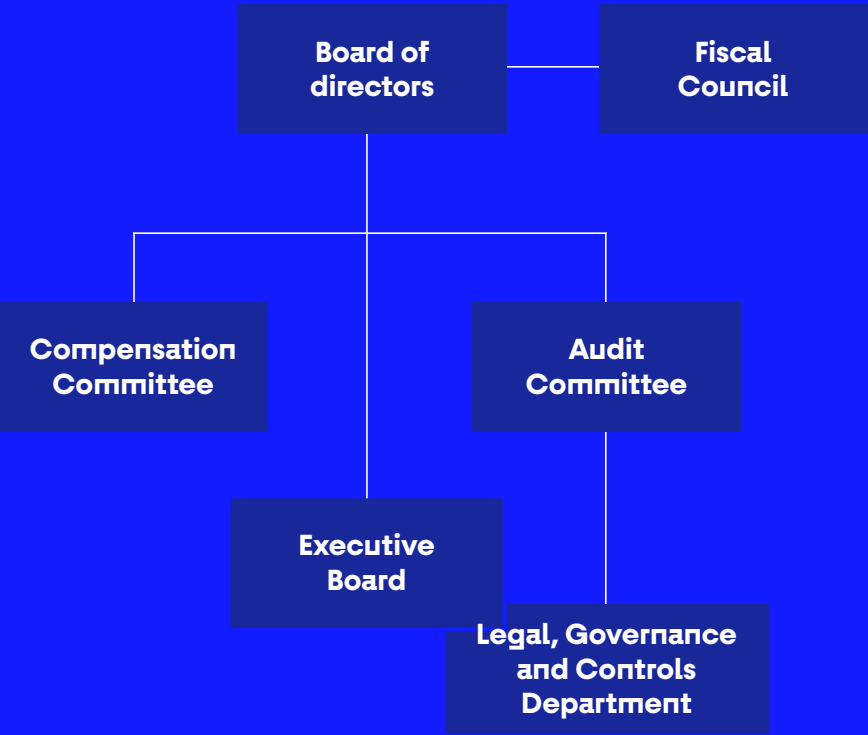 Board of
directors
Fiscal
Council
Compensation
Committee
Audit
Committee
Executive
Board
Legal, Governance
and Controls
Department